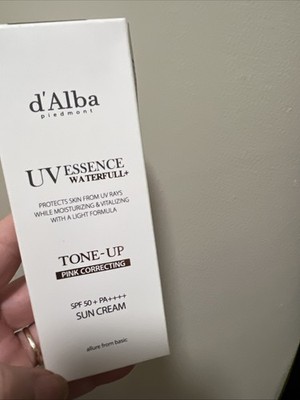 d'Alba
piedmont
UV ESSENCE
WATERFULL+
PROTECTS SKIN FROM UV RAYS
WHILE MOISTURIZING & VITALIZING
WITH A LIGHT FORMULA
TONE-UP
PINK CORRECTING
SPF 50+ PA++++
SUN CREAM
allure from basic